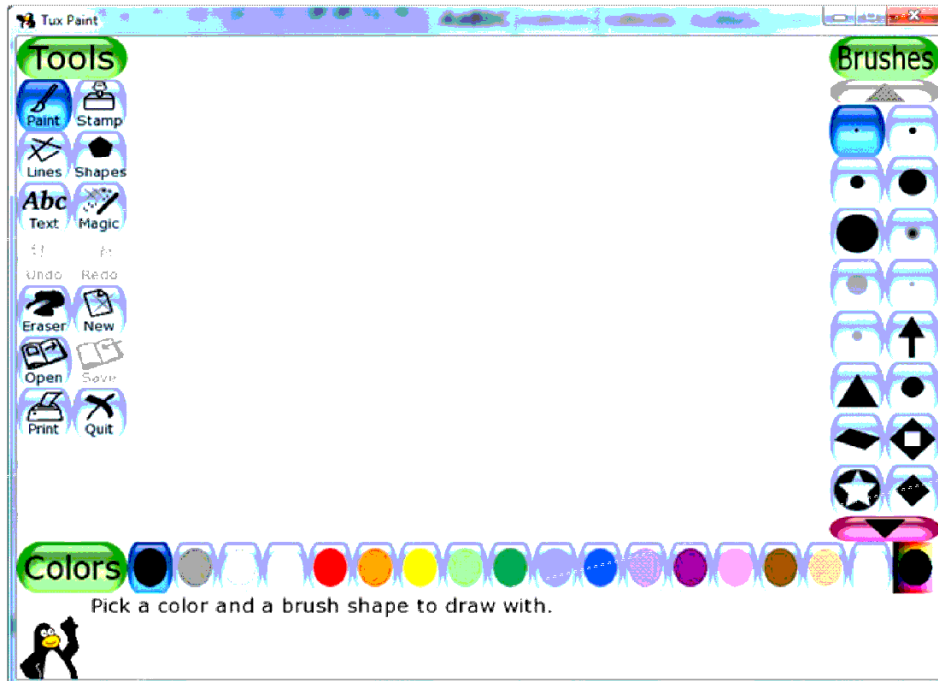 Tux Paint
Tools
Brushes
Paint Stamp
Lines Shapes
Abc
Text Magic
Undo Redo
Eraser New
Open Save
Print Quit
Colors
Pick a color and a brush shape to draw with.